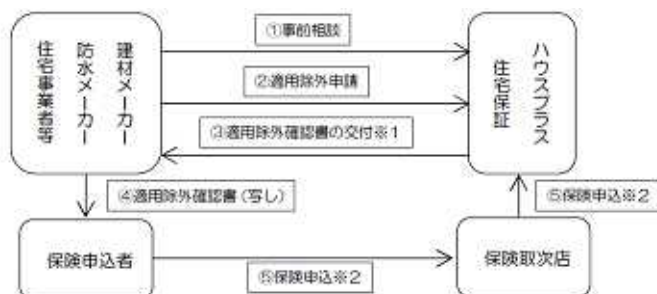 建材メーカー
防水メーカー
住宅事業者等
①事前相談
②適用除外申請
③適用除外確認書の交付※1
ハウスプラス
住宅保証
④適用除外確認書(写し)
⑤保険申込※2
保険申込者
⑤保険申込※2
保険取次店